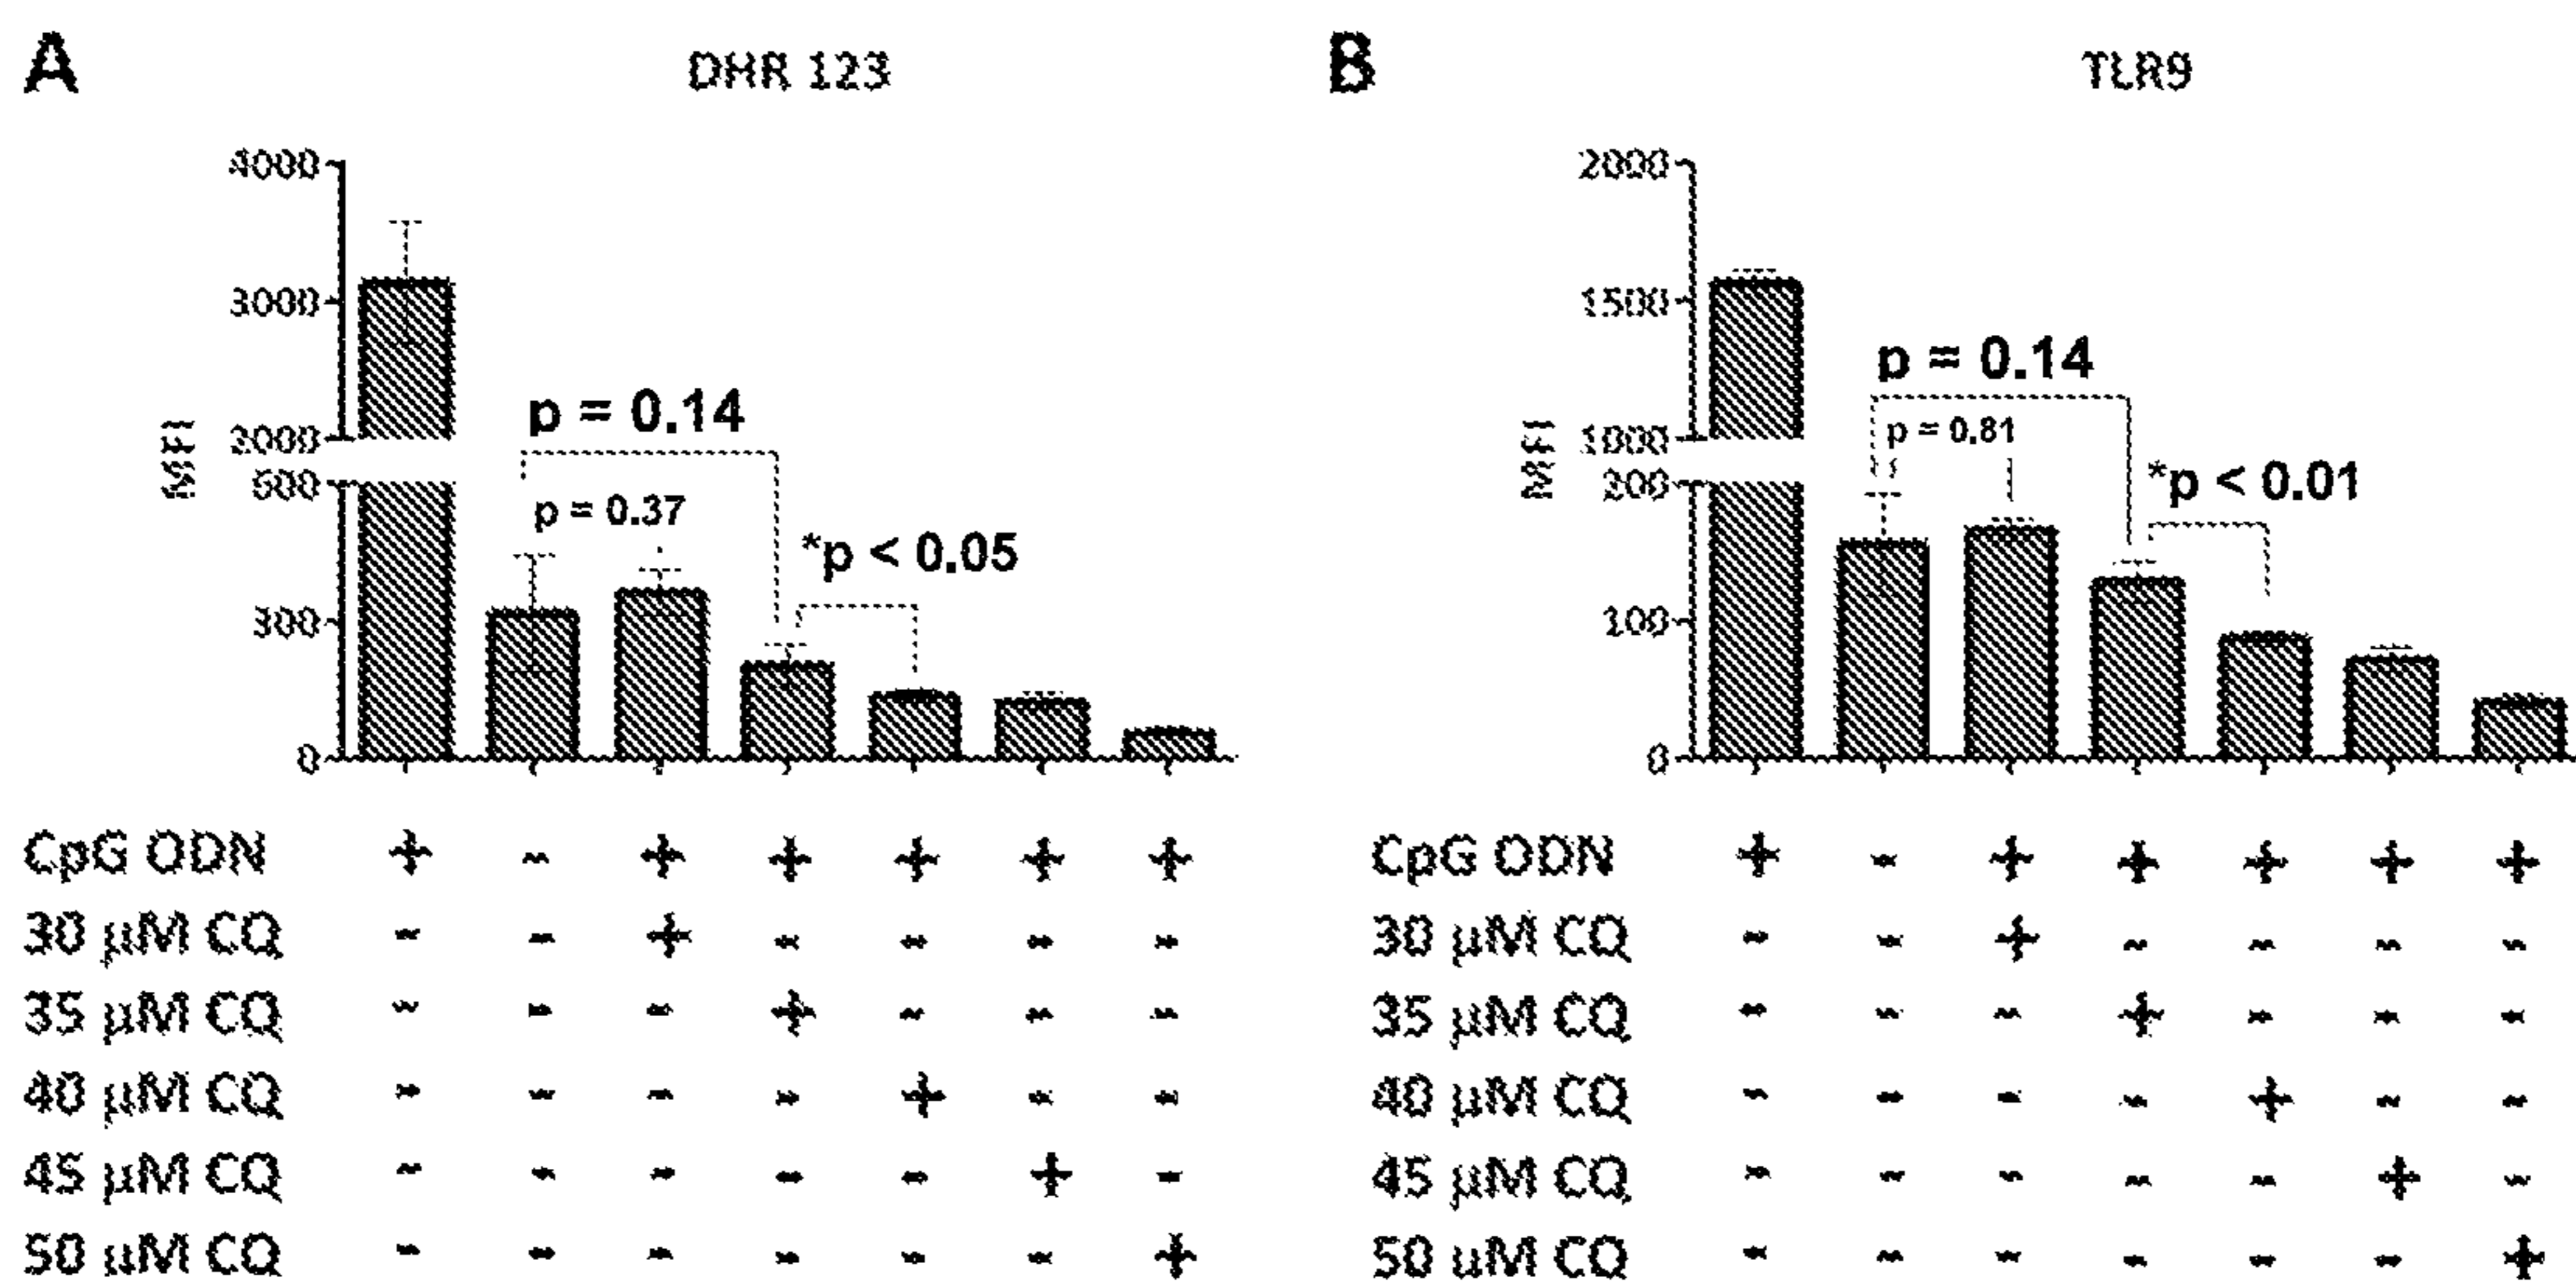 A
DHR 123
4000
3000
2000
600
300
0
MFI
p = 0.14
p = 0.37
*p < 0.05
CpG ODN + - + + + + +
30 µM CQ - - + - - - -
35 µM CQ - - - + - - -
40 µM CQ - - - - + - -
45 µM CQ - - - - - + -
50 µM CQ - - - - - - +
B
TLR9
2000
1500
1000
200
100
0
MFI
p = 0.14
p = 0.81
*p < 0.01
CpG ODN + - + + + + +
30 µM CQ - - + - - - -
35 µM CQ - - - + - - -
40 µM CQ - - - - + - -
45 µM CQ - - - - - + -
50 µM CQ - - - - - - +